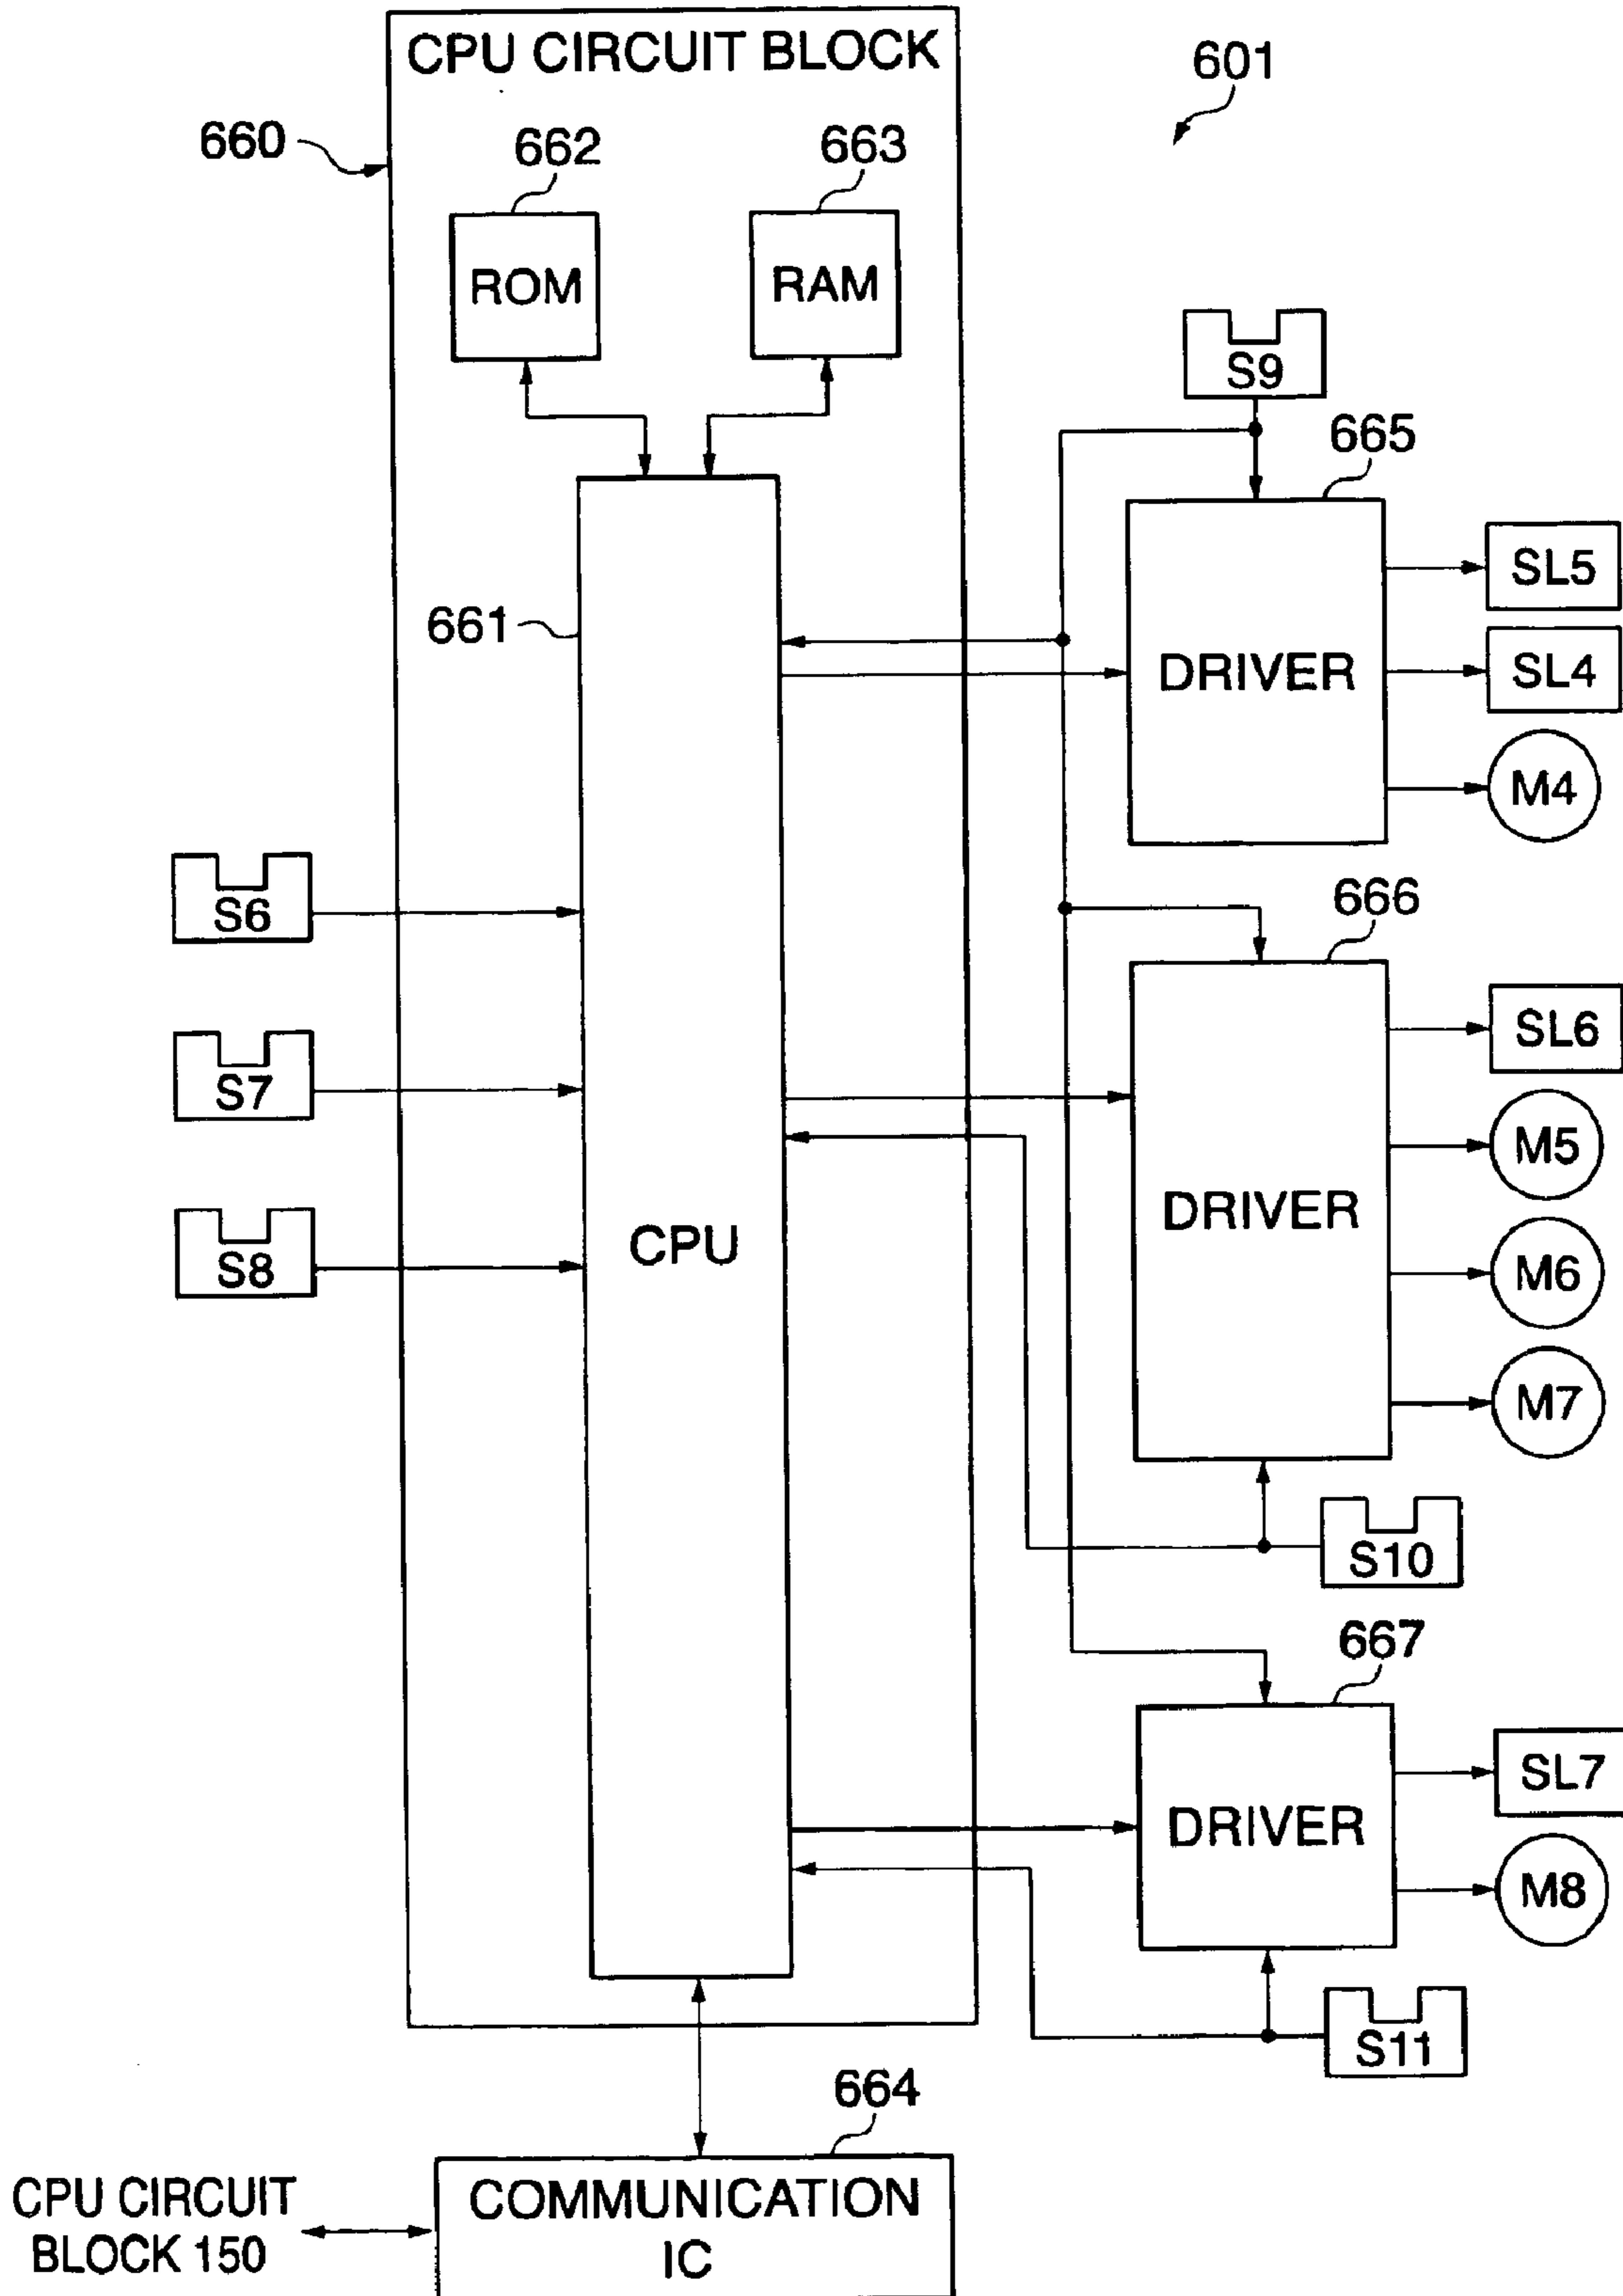 CPU CIRCUIT BLOCK
601
660
662
663
ROM
RAM
S9
665
SL5
661
DRIVER
SL4
M4
S6
666
SL6
S7
M5
DRIVER
S8
CPU
M6
M7
S10
667
SL7
DRIVER
M8
S11
664
CPU CIRCUIT
BLOCK 150
COMMUNICATION
IC